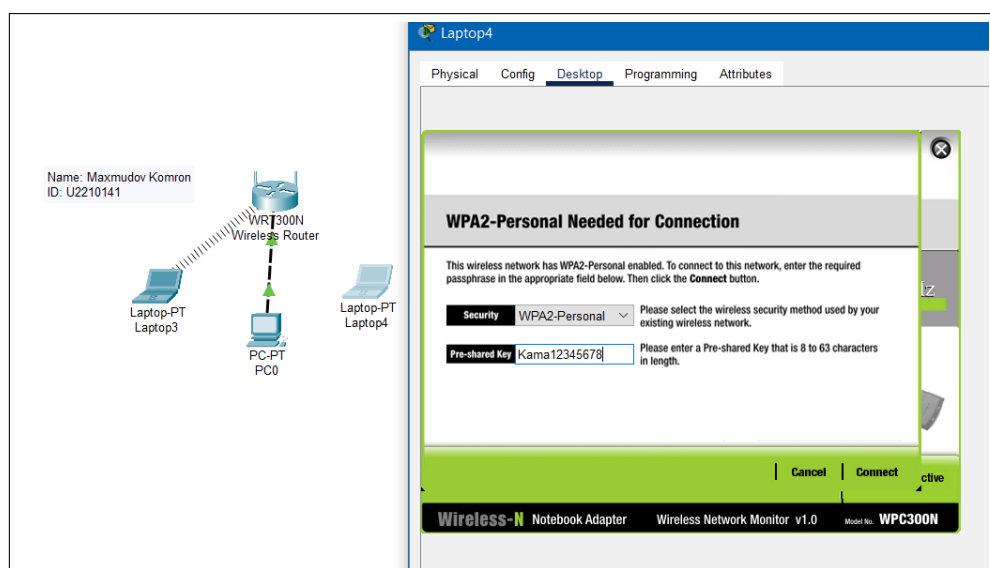 Laptop4
Physical Config Desktop Programming Attributes
Name: Maxmudov Komron
ID: U2210141
WRT300N
Wireless Router
Laptop-PT
Laptop3
PC-PT
PC0
Laptop-PT
Laptop4
WPA2-Personal Needed for Connection
This wireless network has WPA2-Personal enabled. To connect to this network, enter the required
passphrase in the appropriate field below. Then click the Connect button.
Security WPA2-Personal Please select the wireless security method used by your
existing wireless network.
Pre-shared Key Kama12345678 Please enter a Pre-shared Key that is 8 to 63 characters
in length.
Cancel Connect
ctive
Wireless-N Notebook Adapter Wireless Network Monitor v1.0 Model No. WPC300N